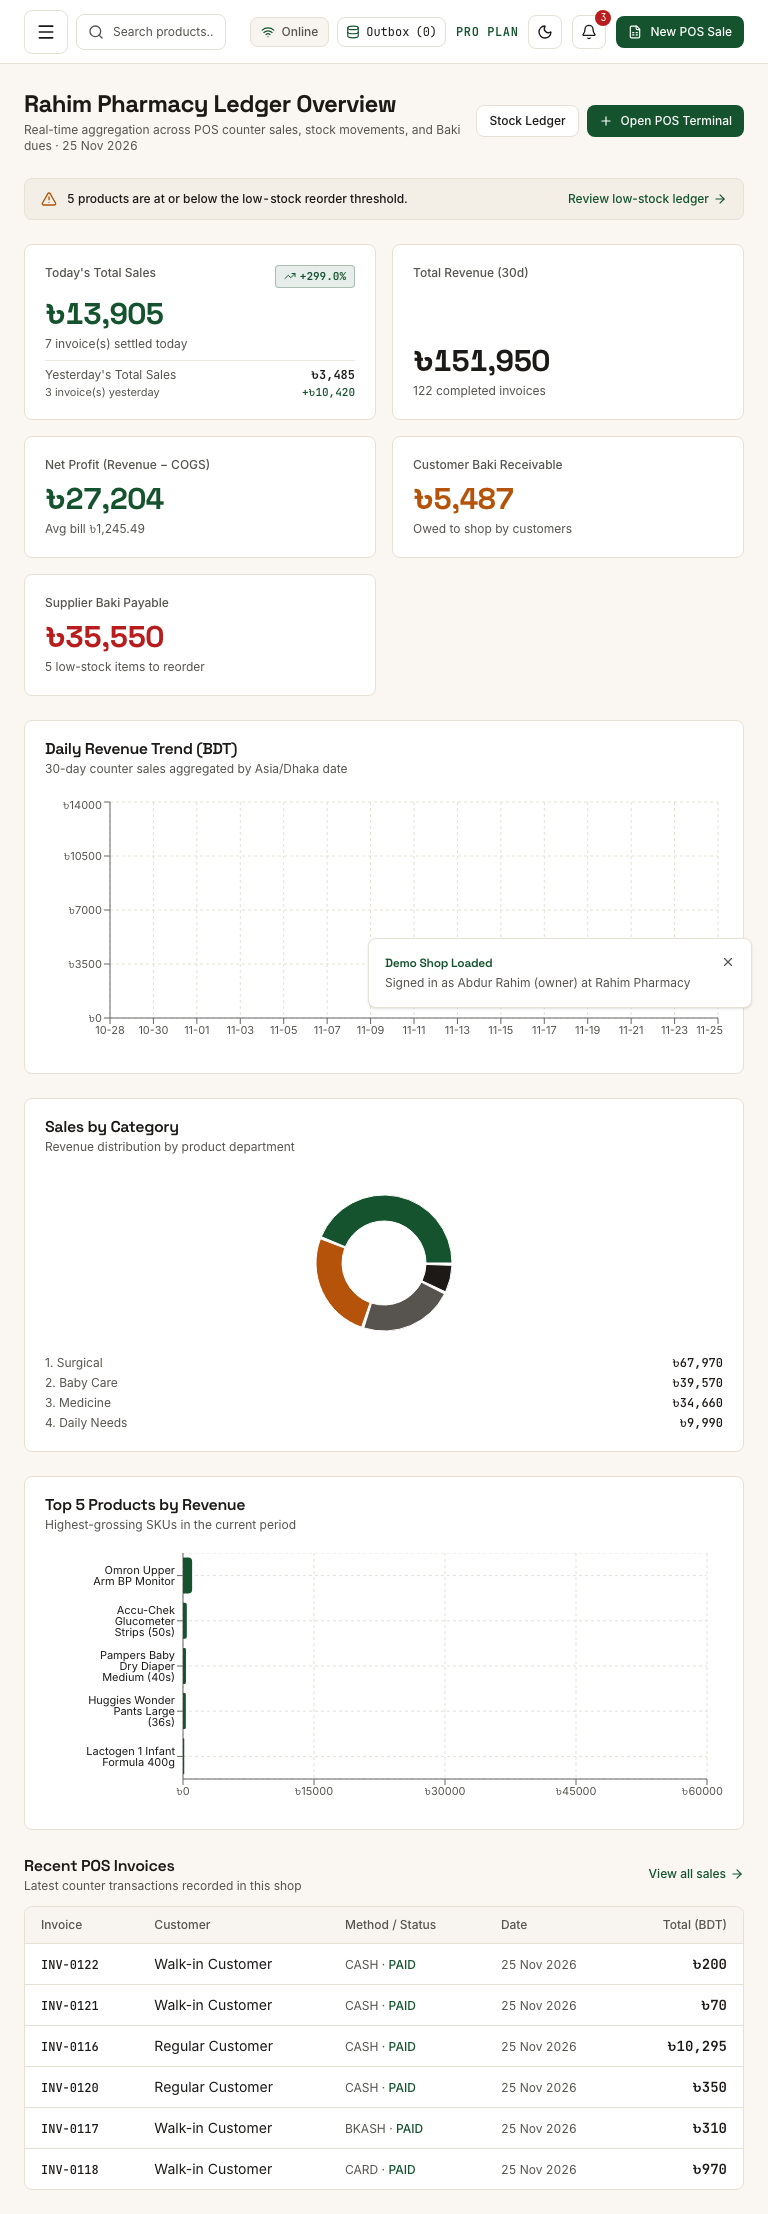 Search products..
Online
Outbox (0)
PRO PLAN
3
New POS Sale
Rahim Pharmacy Ledger Overview
Real-time aggregation across POS counter sales, stock movements, and Baki
dues · 25 Nov 2026
Stock Ledger
Open POS Terminal
5 products are at or below the low-stock reorder threshold.
Review low-stock ledger →
Today's Total Sales
+299.0%
৳13,905
7 invoice(s) settled today
Yesterday's Total Sales
৳3,485
3 invoice(s) yesterday
+৳10,420
Total Revenue (30d)
৳151,950
122 completed invoices
Net Profit (Revenue − COGS)
৳27,204
Avg bill ৳1,245.49
Customer Baki Receivable
৳5,487
Owed to shop by customers
Supplier Baki Payable
৳35,550
5 low-stock items to reorder
Daily Revenue Trend (BDT)
30-day counter sales aggregated by Asia/Dhaka date
৳14000
৳10500
৳7000
৳3500
৳0
10-28 10-30 11-01 11-03 11-05 11-07 11-09 11-11 11-13 11-15 11-17 11-19 11-21 11-23 11-25
Demo Shop Loaded
Signed in as Abdur Rahim (owner) at Rahim Pharmacy
Sales by Category
Revenue distribution by product department
1. Surgical ৳67,970
2. Baby Care ৳39,570
3. Medicine ৳34,660
4. Daily Needs ৳9,990
Top 5 Products by Revenue
Highest-grossing SKUs in the current period
Omron Upper
Arm BP Monitor
Accu-Chek
Glucometer
Strips (50s)
Pampers Baby
Dry Diaper
Medium (40s)
Huggies Wonder
Pants Large
(36s)
Lactogen 1 Infant
Formula 400g
৳0 ৳15000 ৳30000 ৳45000 ৳60000
Recent POS Invoices
Latest counter transactions recorded in this shop
View all sales →
Invoice Customer Method / Status Date Total (BDT)
INV-0122 Walk-in Customer CASH · PAID 25 Nov 2026 ৳200
INV-0121 Walk-in Customer CASH · PAID 25 Nov 2026 ৳70
INV-0116 Regular Customer CASH · PAID 25 Nov 2026 ৳10,295
INV-0120 Regular Customer CASH · PAID 25 Nov 2026 ৳350
INV-0117 Walk-in Customer BKASH · PAID 25 Nov 2026 ৳310
INV-0118 Walk-in Customer CARD · PAID 25 Nov 2026 ৳970